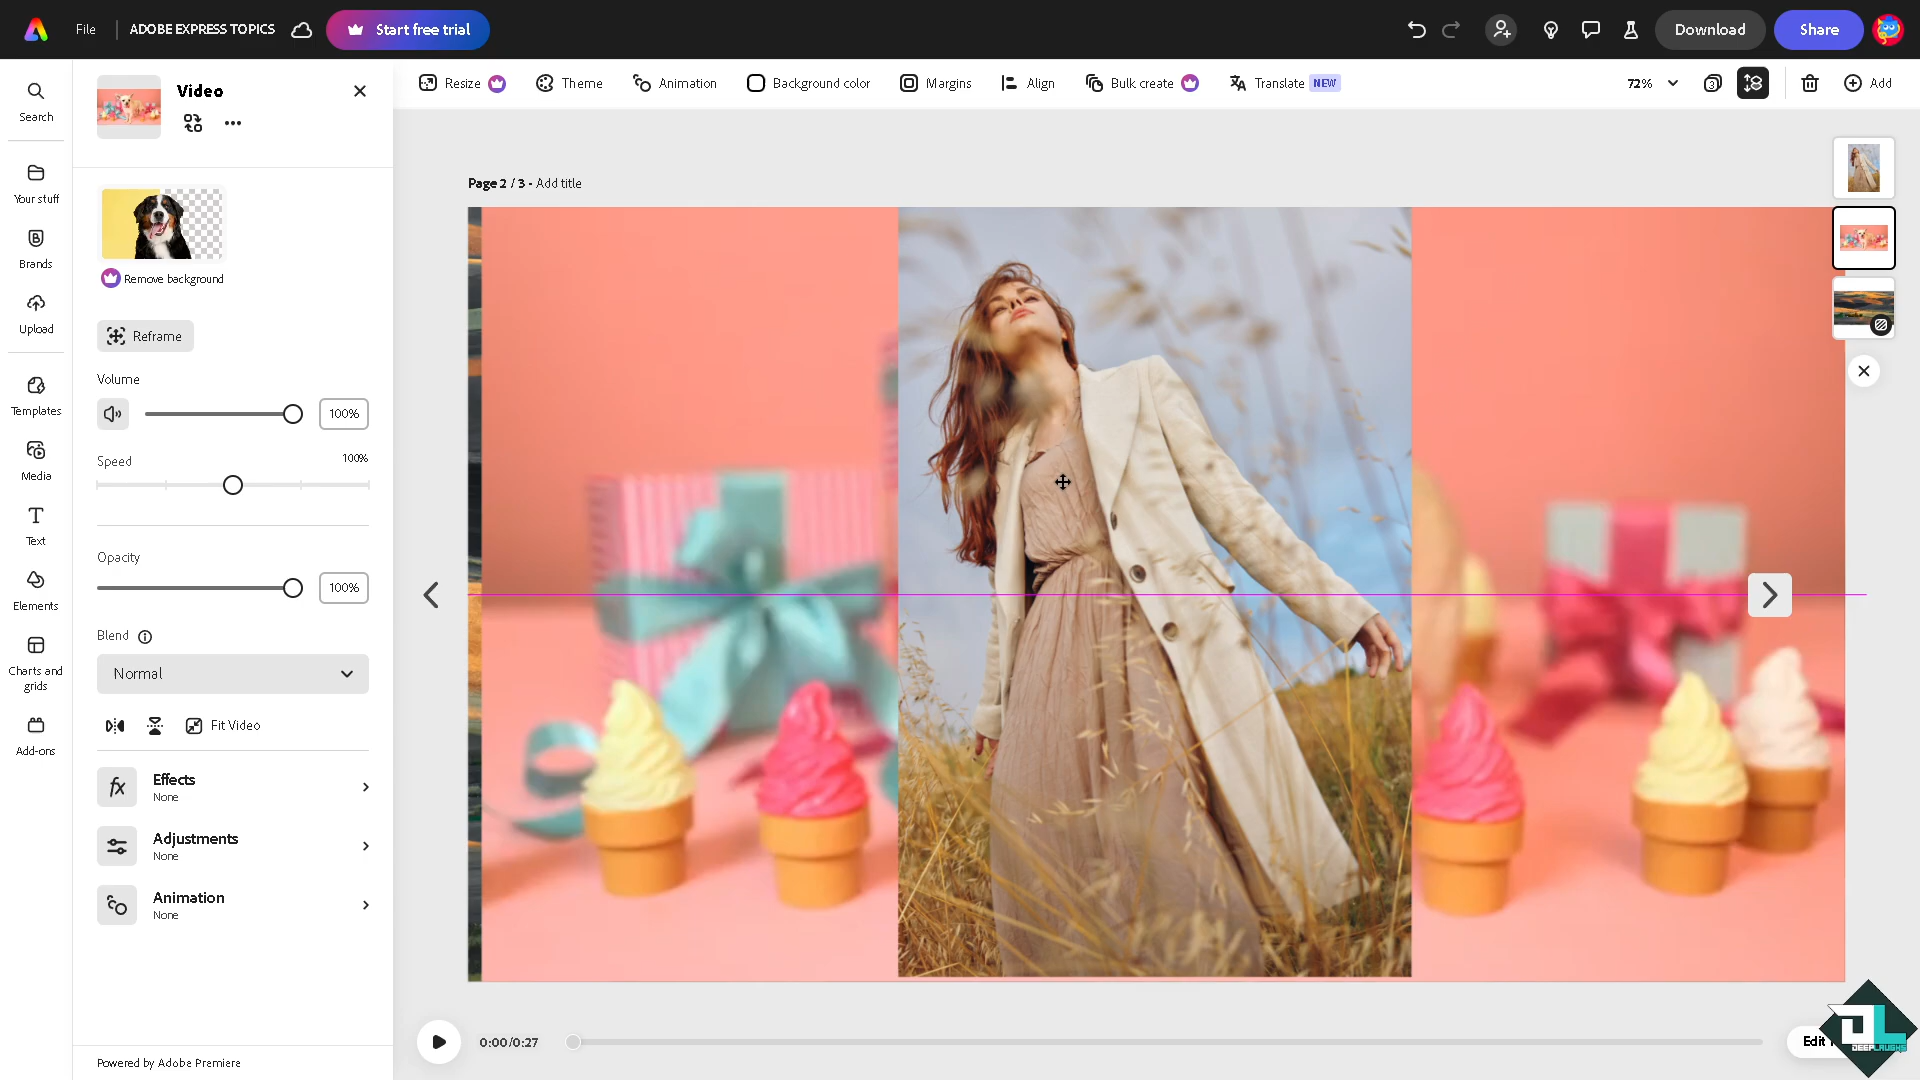 File
ADOBE EXPRESS TOPICS
Start free trial
Download
Share
Search
Your stuff
Brands
Upload
Templates
Media
Text
Elements
Charts and
grids
Add-ons
Video
Remove background
Reframe
Volume
100%
Speed
100%
Opacity
100%
Blend
Normal
Fit Video
Effects
None
Adjustments
None
Animation
None
Powered by Adobe Premiere
Resize
Theme
Animation
Background color
Margins
Align
Bulk create
Translate NEW
72%
3
Add
Page 2 / 3 - Add title
0:00/0:27
Edit
DEEPLAUGHS